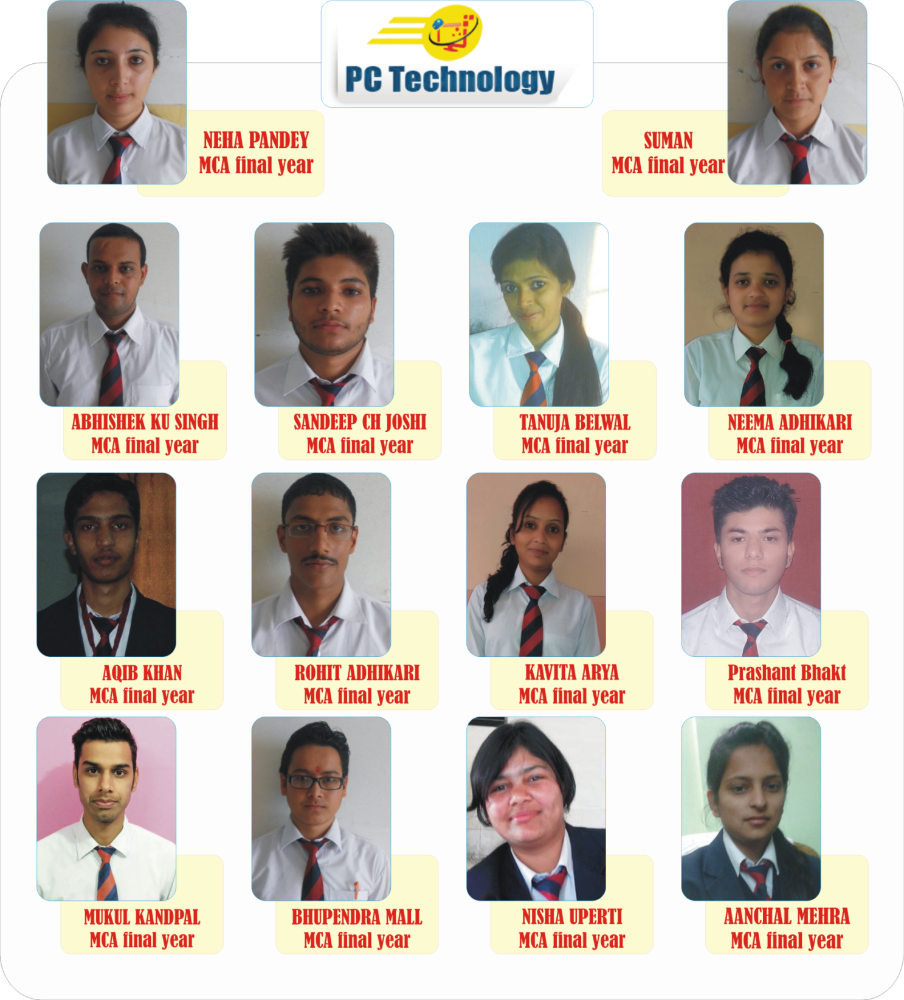 PC Technology
NEHA PANDEY
MCA final year
SUMAN
MCA final year
ABHISHEK KU SINGH
MCA final year
SANDEEP CH JOSHI
MCA final year
TANUJA BELWAL
MCA final year
NEEMA ADHIKARI
MCA final year
AQIB KHAN
MCA final year
ROHIT ADHIKARI
MCA final year
KAVITA ARYA
MCA final year
Prashant Bhakt
MCA final year
MUKUL KANDPAL
MCA final year
BHUPENDRA MALL
MCA final year
NISHA UPERTI
MCA final year
AANCHAL MEHRA
MCA final year